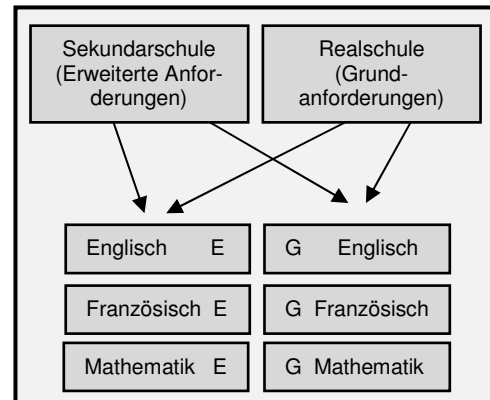 Sekundarschule
(Erweiterte Anfor-
derungen)
Realschule
(Grund-
anforderungen)
Englisch E
G Englisch
Französisch E
G Französisch
Mathematik E
G Mathematik